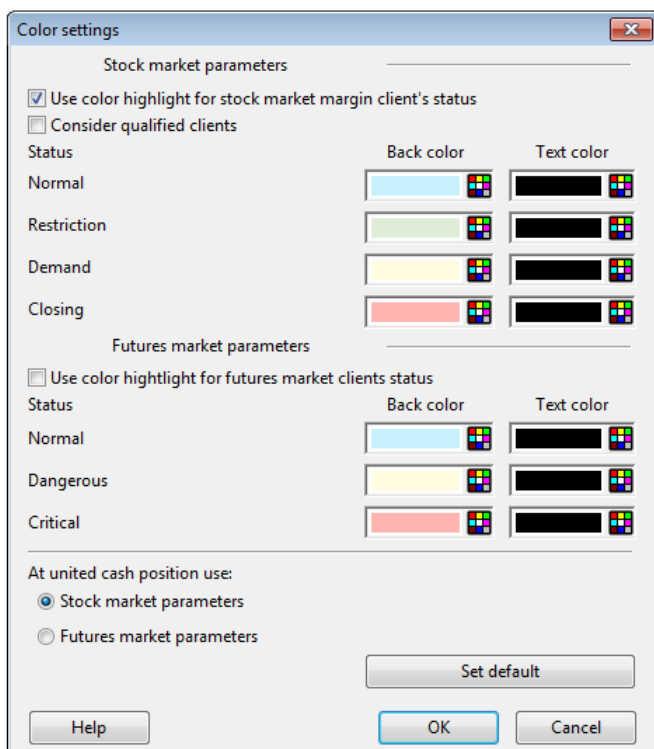 Color settings
Stock market parameters
Use color highlight for stock market margin client's status
Consider qualified clients
Status Back color Text color
Normal
Restriction
Demand
Closing
Futures market parameters
Use color hightlight for futures market clients status
Status Back color Text color
Normal
Dangerous
Critical
At united cash position use:
Stock market parameters
Futures market parameters
Set default
Help OK Cancel